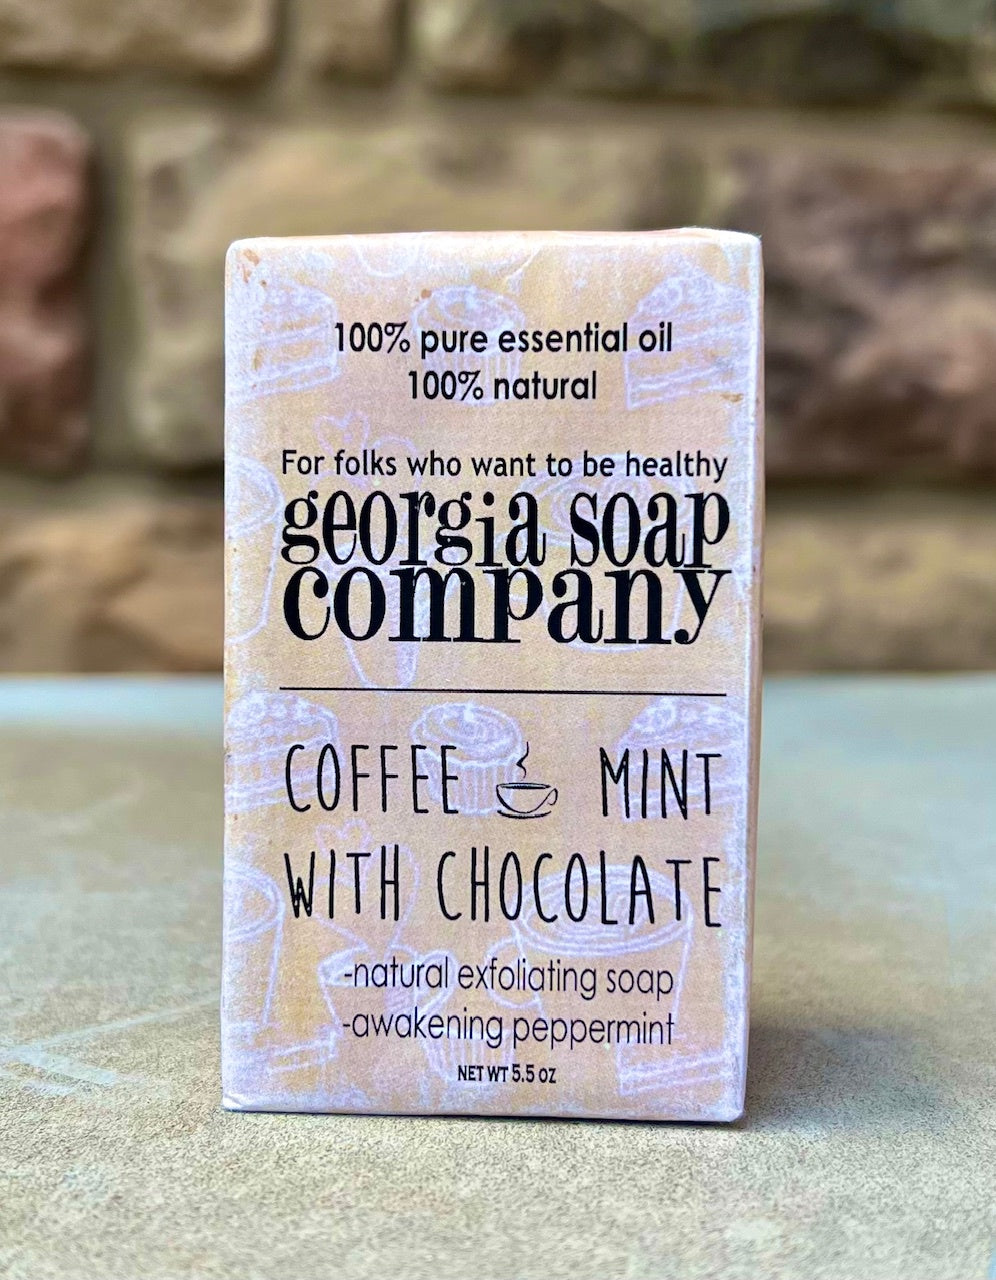 100% pure essential oil
100% natural
For folks who want to be healthy
georgia soap
company
COFFEE MINT
WITH CHOCOLATE
-natural exfoliating soap
-awakening peppermint
NET WT 5.5 OZ